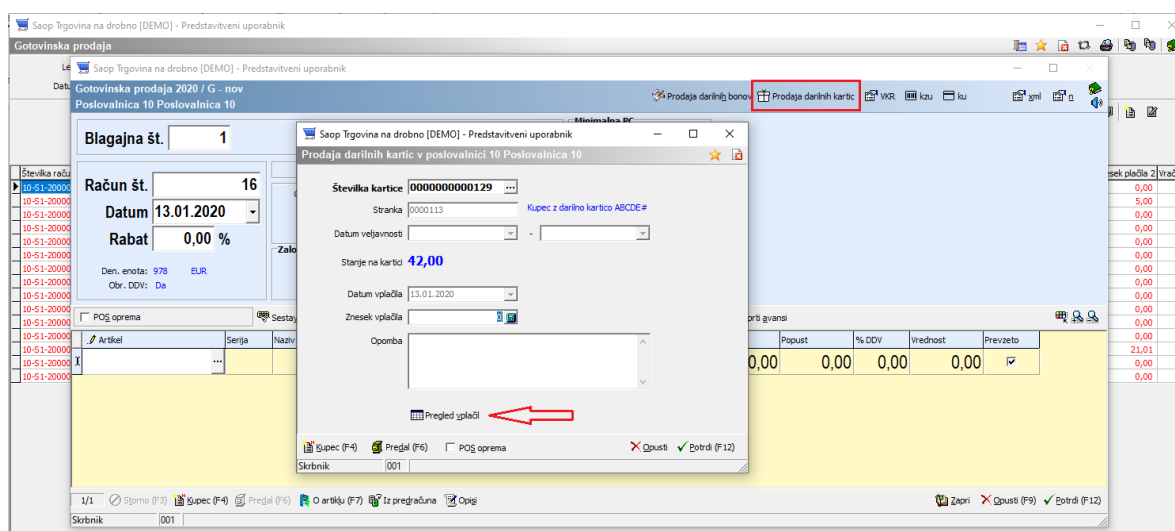 Saop Trgovina na drobno [DEMO] - Predstavitveni uporabnik
Gotovinska prodaja
Saop Trgovina na drobno [DEMO] - Predstavitveni uporabnik
Gotovinska prodaja 2020 / G - nov
Poslovalnica 10 Poslovalnica 10
Prodaja darilnih bonov Prodaja darilnih kartic VKR kzu ku xml n
Blagajna št. 1
Račun št. 16
Datum 13.01.2020
Rabat 0,00 %
Den. enota: 978 EUR
Obr. DDV: Da
POS oprema
Artikel Serija Naziv Popust % DDV Vrednost Prevzeto
0,00 0,00 0,00 0,00
Saop Trgovina na drobno [DEMO] - Predstavitveni uporabnik
Prodaja darilnih kartic v poslovalnici 10 Poslovalnica 10
Številka kartice 0000000000129 ...
Stranka 0000113 Kupec z darilno kartico ABCDE#
Datum veljavnosti -
Stanje na kartici 42,00
Datum vplačila 13.01.2020
Znesek vplačila 0
Opomba
Pregled vplačil
Kupec (F4) Predal (F6) POS oprema Opusti Potrdi (F12)
Skrbnik 001
1/1 Storno (F3) Kupec (F4) Predal (F6) O artiklu (F7) Iz predračuna Opisi Zapri Opusti (F9) Potrdi (F12)
Skrbnik 001
0,00
5,00
0,00
0,00
0,00
0,00
0,00
0,00
0,00
0,00
0,00
0,00
21,01
0,00
0,00